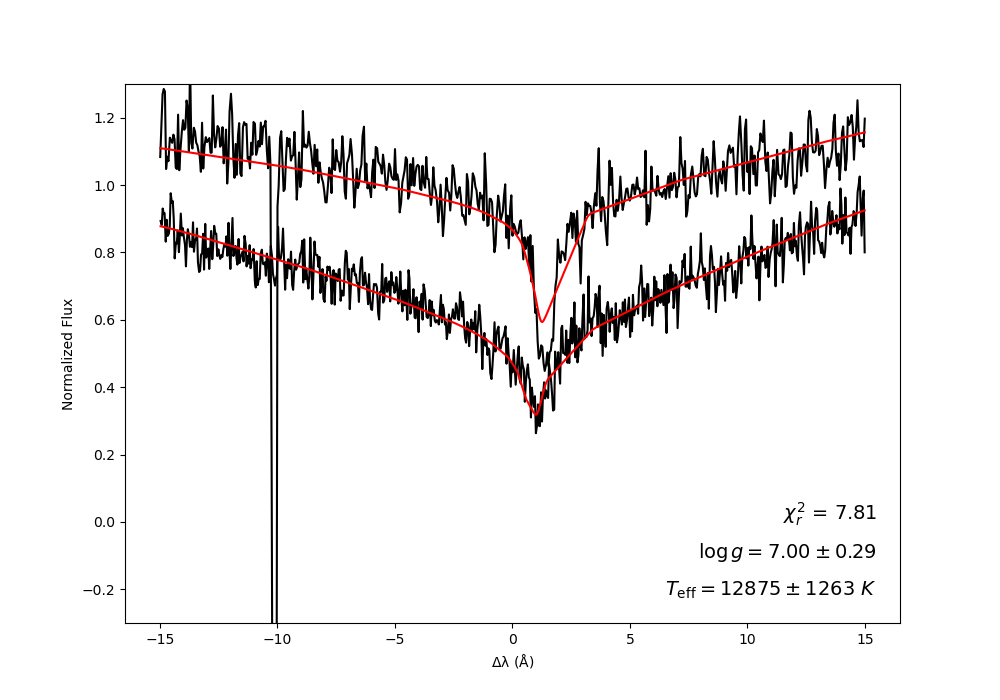 1.2
1.0
0.8
0.6
0.4
0.2
0.0
−0.2
Normalized Flux
χ²ᵣ = 7.81
log g = 7.00 ± 0.29
T_eff = 12875 ± 1263 K
−15 −10 −5 0 5 10 15
Δλ (Å)